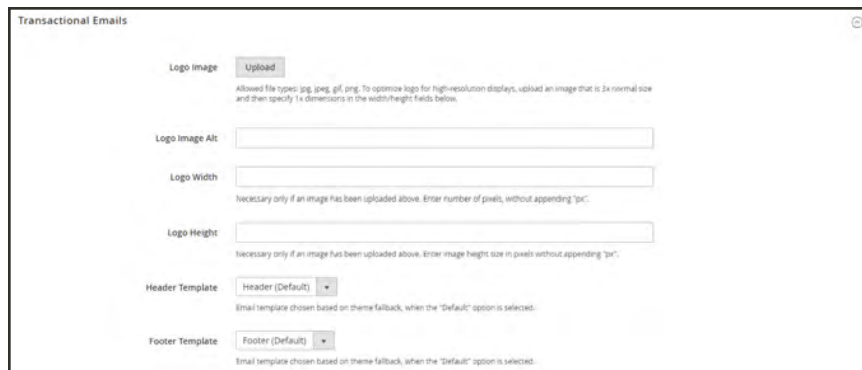 Transactional Emails
Logo Image
Upload
Allowed file types: jpg, jpeg, gif, png. To optimize logo for high-resolution displays, upload an image that is 3x normal size
and then specify 1x dimensions in the width/height fields below.
Logo Image Alt
Logo Width
Necessary only if an image has been uploaded above. Enter number of pixels, without appending "px".
Logo Height
Necessary only if an image has been uploaded above. Enter image height size in pixels without appending "px".
Header Template
Header (Default)
Email template chosen based on theme fallback, when the "Default" option is selected.
Footer Template
Footer (Default)
Email template chosen based on theme fallback, when the "Default" option is selected.